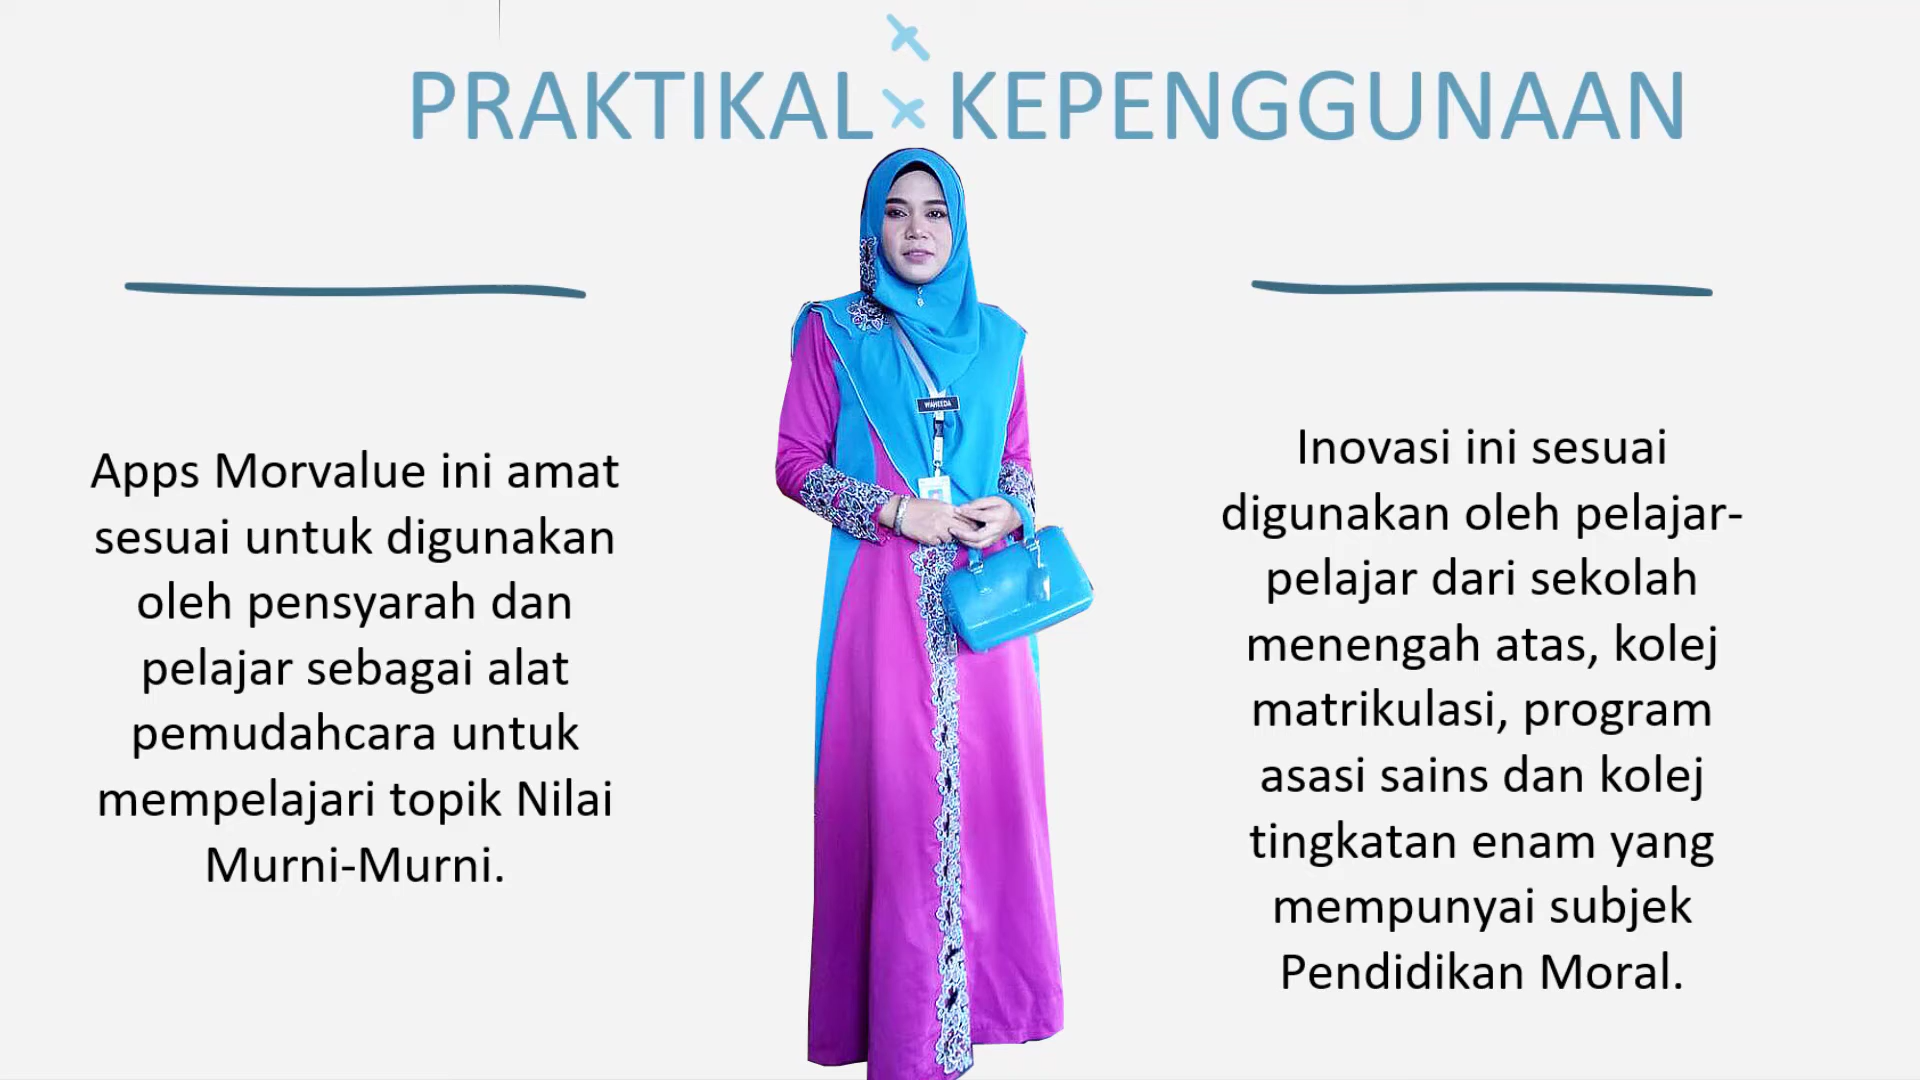 PRAKTIKAL KEPENGGUNAAN
Apps Morvalue ini amat
sesuai untuk digunakan
oleh pensyarah dan
pelajar sebagai alat
pemudahcara untuk
mempelajari topik Nilai
Murni-Murni.
WAHEEDA
Inovasi ini sesuai
digunakan oleh pelajar-
pelajar dari sekolah
menengah atas, kolej
matrikulasi, program
asasi sains dan kolej
tingkatan enam yang
mempunyai subjek
Pendidikan Moral.